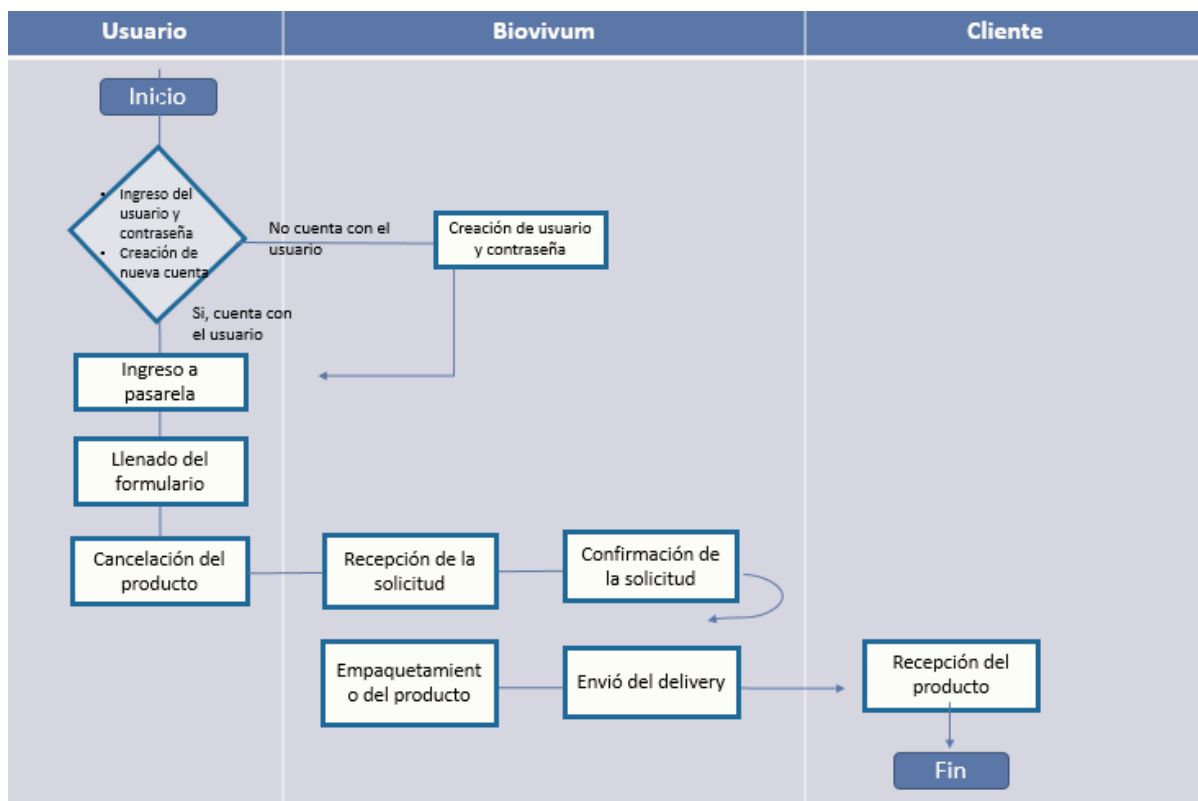 Usuario
Biovivum
Cliente
Inicio
• Ingreso del
usuario y
contraseña
• Creación de
nueva cuenta
No cuenta con el
usuario
Creación de usuario
y contraseña
Si, cuenta con
el usuario
Ingreso a
pasarela
Llenado del
formulario
Cancelación del
producto
Recepción de la
solicitud
Confirmación de
la solicitud
Empaquetamient
o del producto
Envió del delivery
Recepción del
producto
Fin